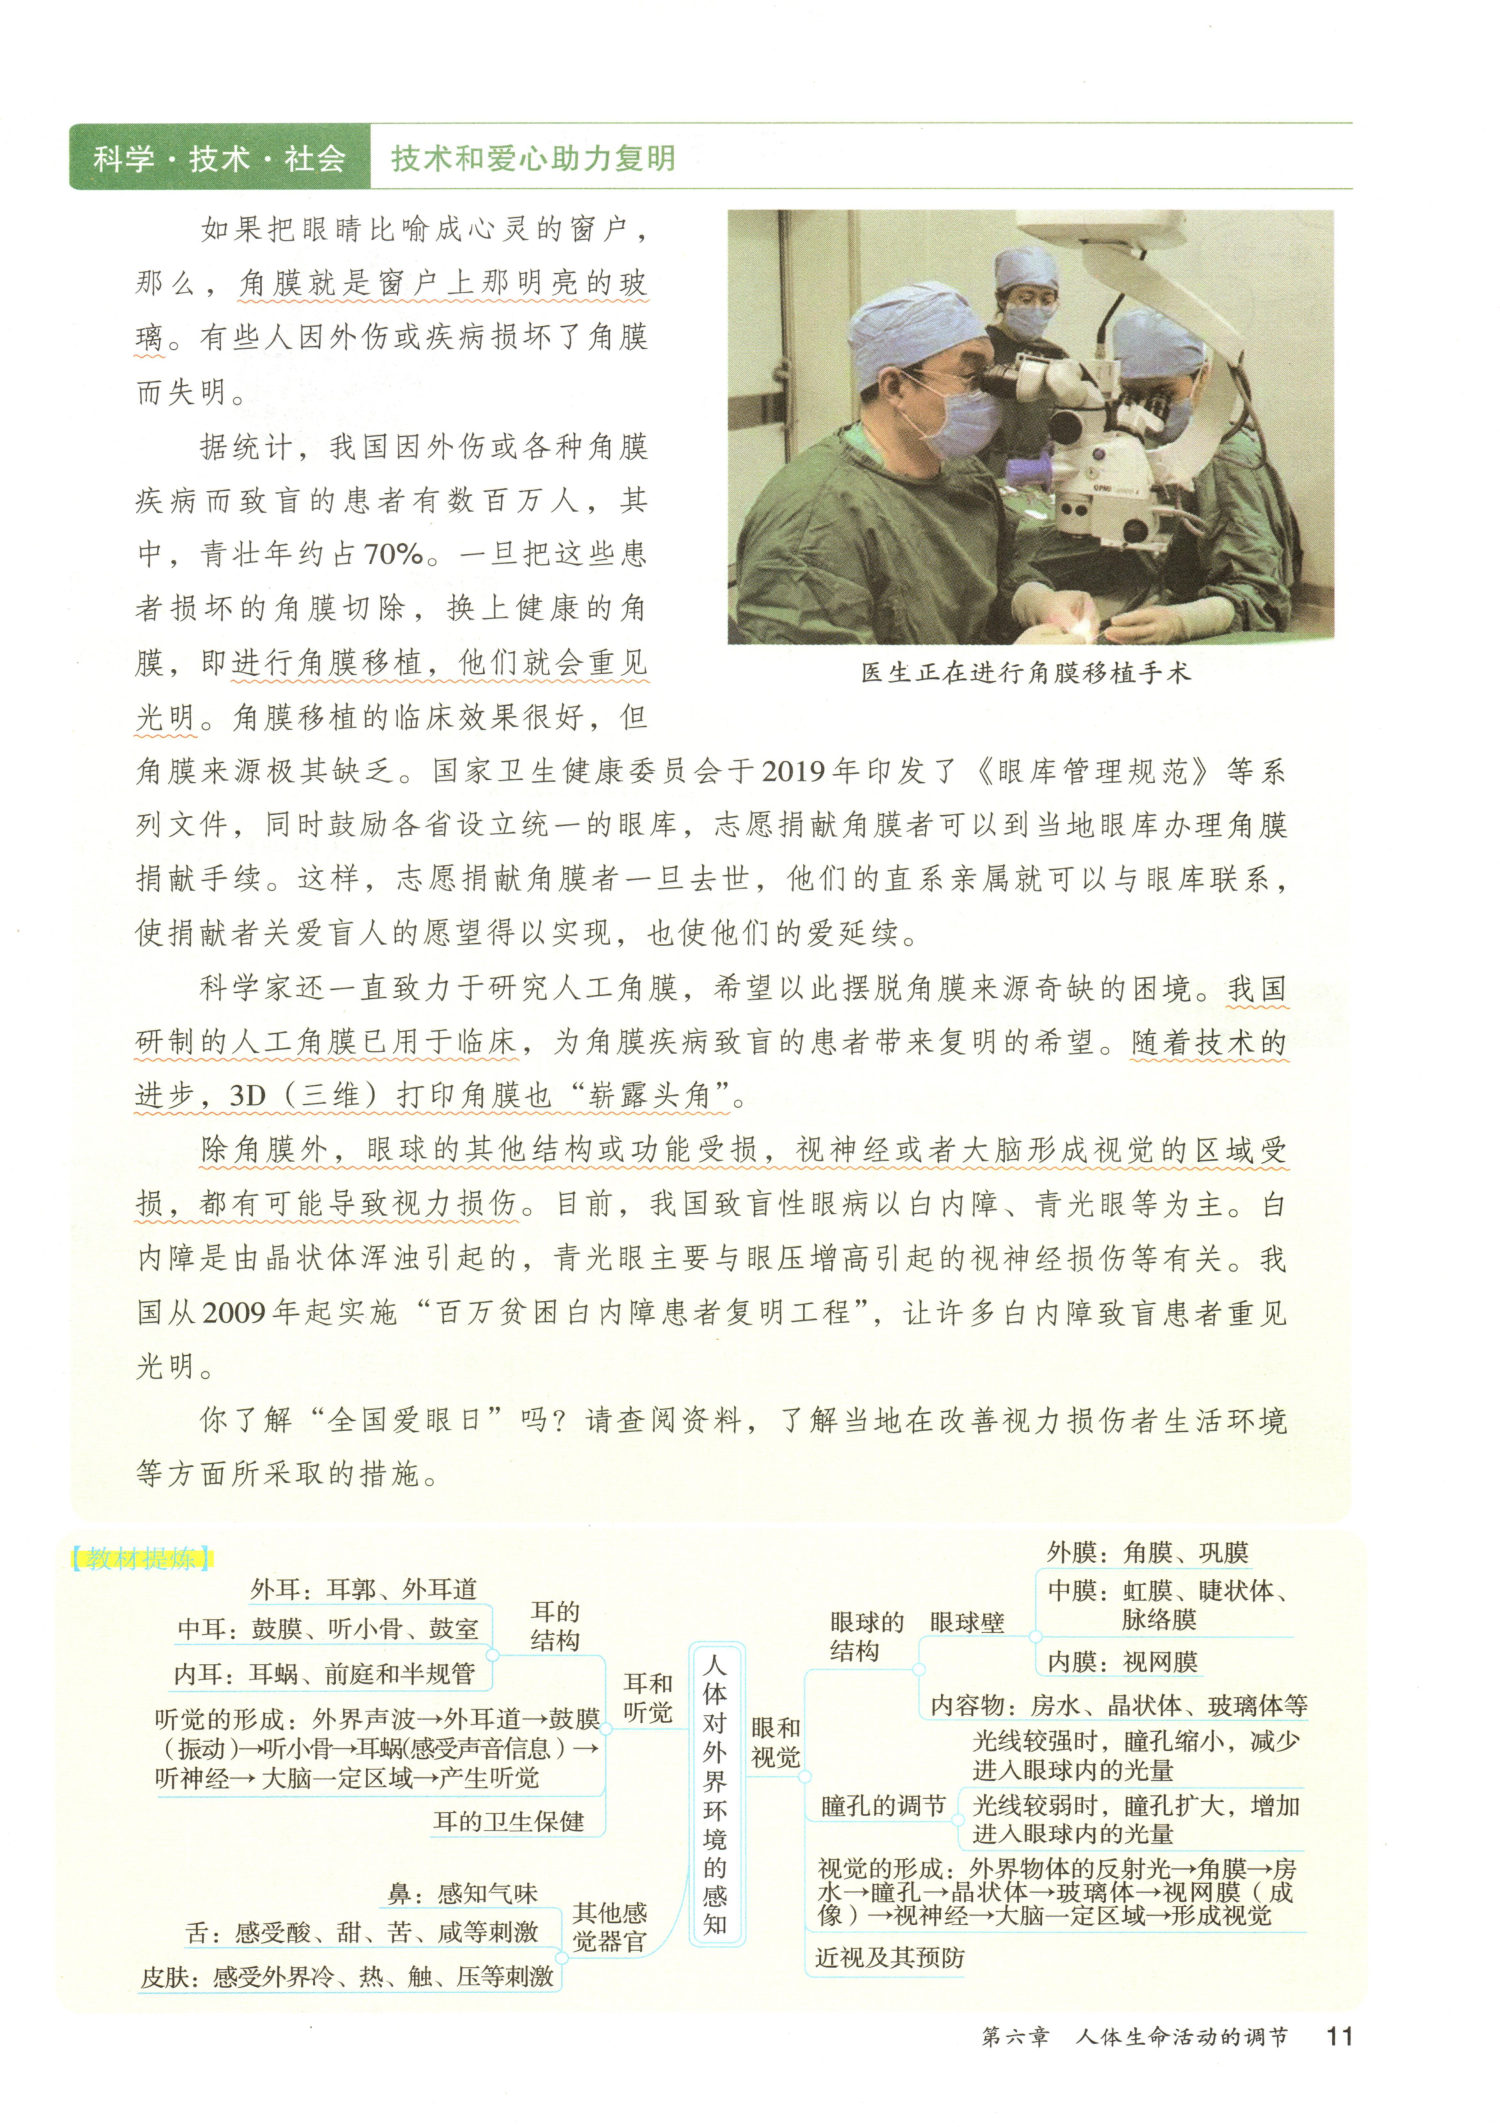 科学·技术·社会 技术和爱心助力复明
如果把眼睛比喻成心灵的窗户，
那么，角膜就是窗户上那明亮的玻
璃。有些人因外伤或疾病损坏了角膜
而失明。
据统计，我国因外伤或各种角膜
疾病而致盲的患者有数百万人，其
中，青壮年约占70%。一旦把这些患
者损坏的角膜切除，换上健康的角
膜，即进行角膜移植，他们就会重见
光明。角膜移植的临床效果很好，但
医生正在进行角膜移植手术
角膜来源极其缺乏。国家卫生健康委员会于2019年印发了《眼库管理规范》等系
列文件，同时鼓励各省设立统一的眼库，志愿捐献角膜者可以到当地眼库办理角膜
捐献手续。这样，志愿捐献角膜者一旦去世，他们的直系亲属就可以与眼库联系，
使捐献者关爱盲人的愿望得以实现，也使他们的爱延续。
科学家还一直致力于研究人工角膜，希望以此摆脱角膜来源奇缺的困境。我国
研制的人工角膜已用于临床，为角膜疾病致盲的患者带来复明的希望。随着技术的
进步，3D（三维）打印角膜也“崭露头角”。
除角膜外，眼球的其他结构或功能受损，视神经或者大脑形成视觉的区域受
损，都有可能导致视力损伤。目前，我国致盲性眼病以白内障、青光眼等为主。白
内障是由晶状体浑浊引起的，青光眼主要与眼压增高引起的视神经损伤等有关。我
国从2009年起实施“百万贫困白内障患者复明工程”，让许多白内障致盲患者重见
光明。
你了解“全国爱眼日”吗？请查阅资料，了解当地在改善视力损伤者生活环境
等方面所采取的措施。
【教材提炼】
外耳：耳郭、外耳道
中耳：鼓膜、听小骨、鼓室
内耳：耳蜗、前庭和半规管
耳的
结构
听觉的形成：外界声波→外耳道→鼓膜
（振动）→听小骨→耳蜗(感受声音信息）→
听神经→大脑一定区域→产生听觉
耳的卫生保健
耳和
听觉
鼻：感知气味
舌：感受酸、甜、苦、咸等刺激
皮肤：感受外界冷、热、触、压等刺激
其他感
觉器官
人体对外界环境的感知
眼和
视觉
眼球的
结构
眼球壁
外膜：角膜、巩膜
中膜：虹膜、睫状体、
脉络膜
内膜：视网膜
内容物：房水、晶状体、玻璃体等
瞳孔的调节
光线较强时，瞳孔缩小，减少
进入眼球内的光量
光线较弱时，瞳孔扩大，增加
进入眼球内的光量
视觉的形成：外界物体的反射光→角膜→房
水→瞳孔→晶状体→玻璃体→视网膜（成
像）→视神经→大脑一定区域→形成视觉
近视及其预防
第六章 人体生命活动的调节 11